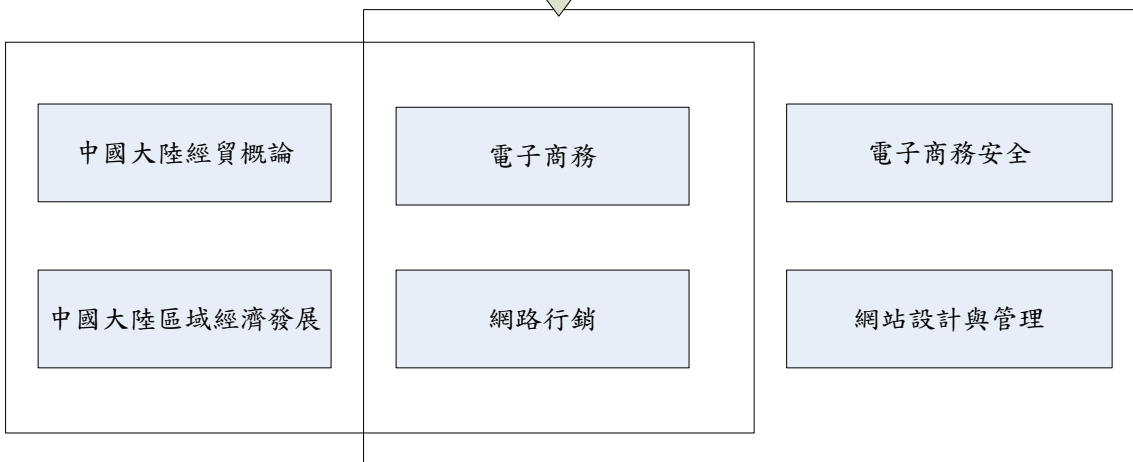 中國大陸經貿概論
電子商務
電子商務安全
中國大陸區域經濟發展
網路行銷
網站設計與管理